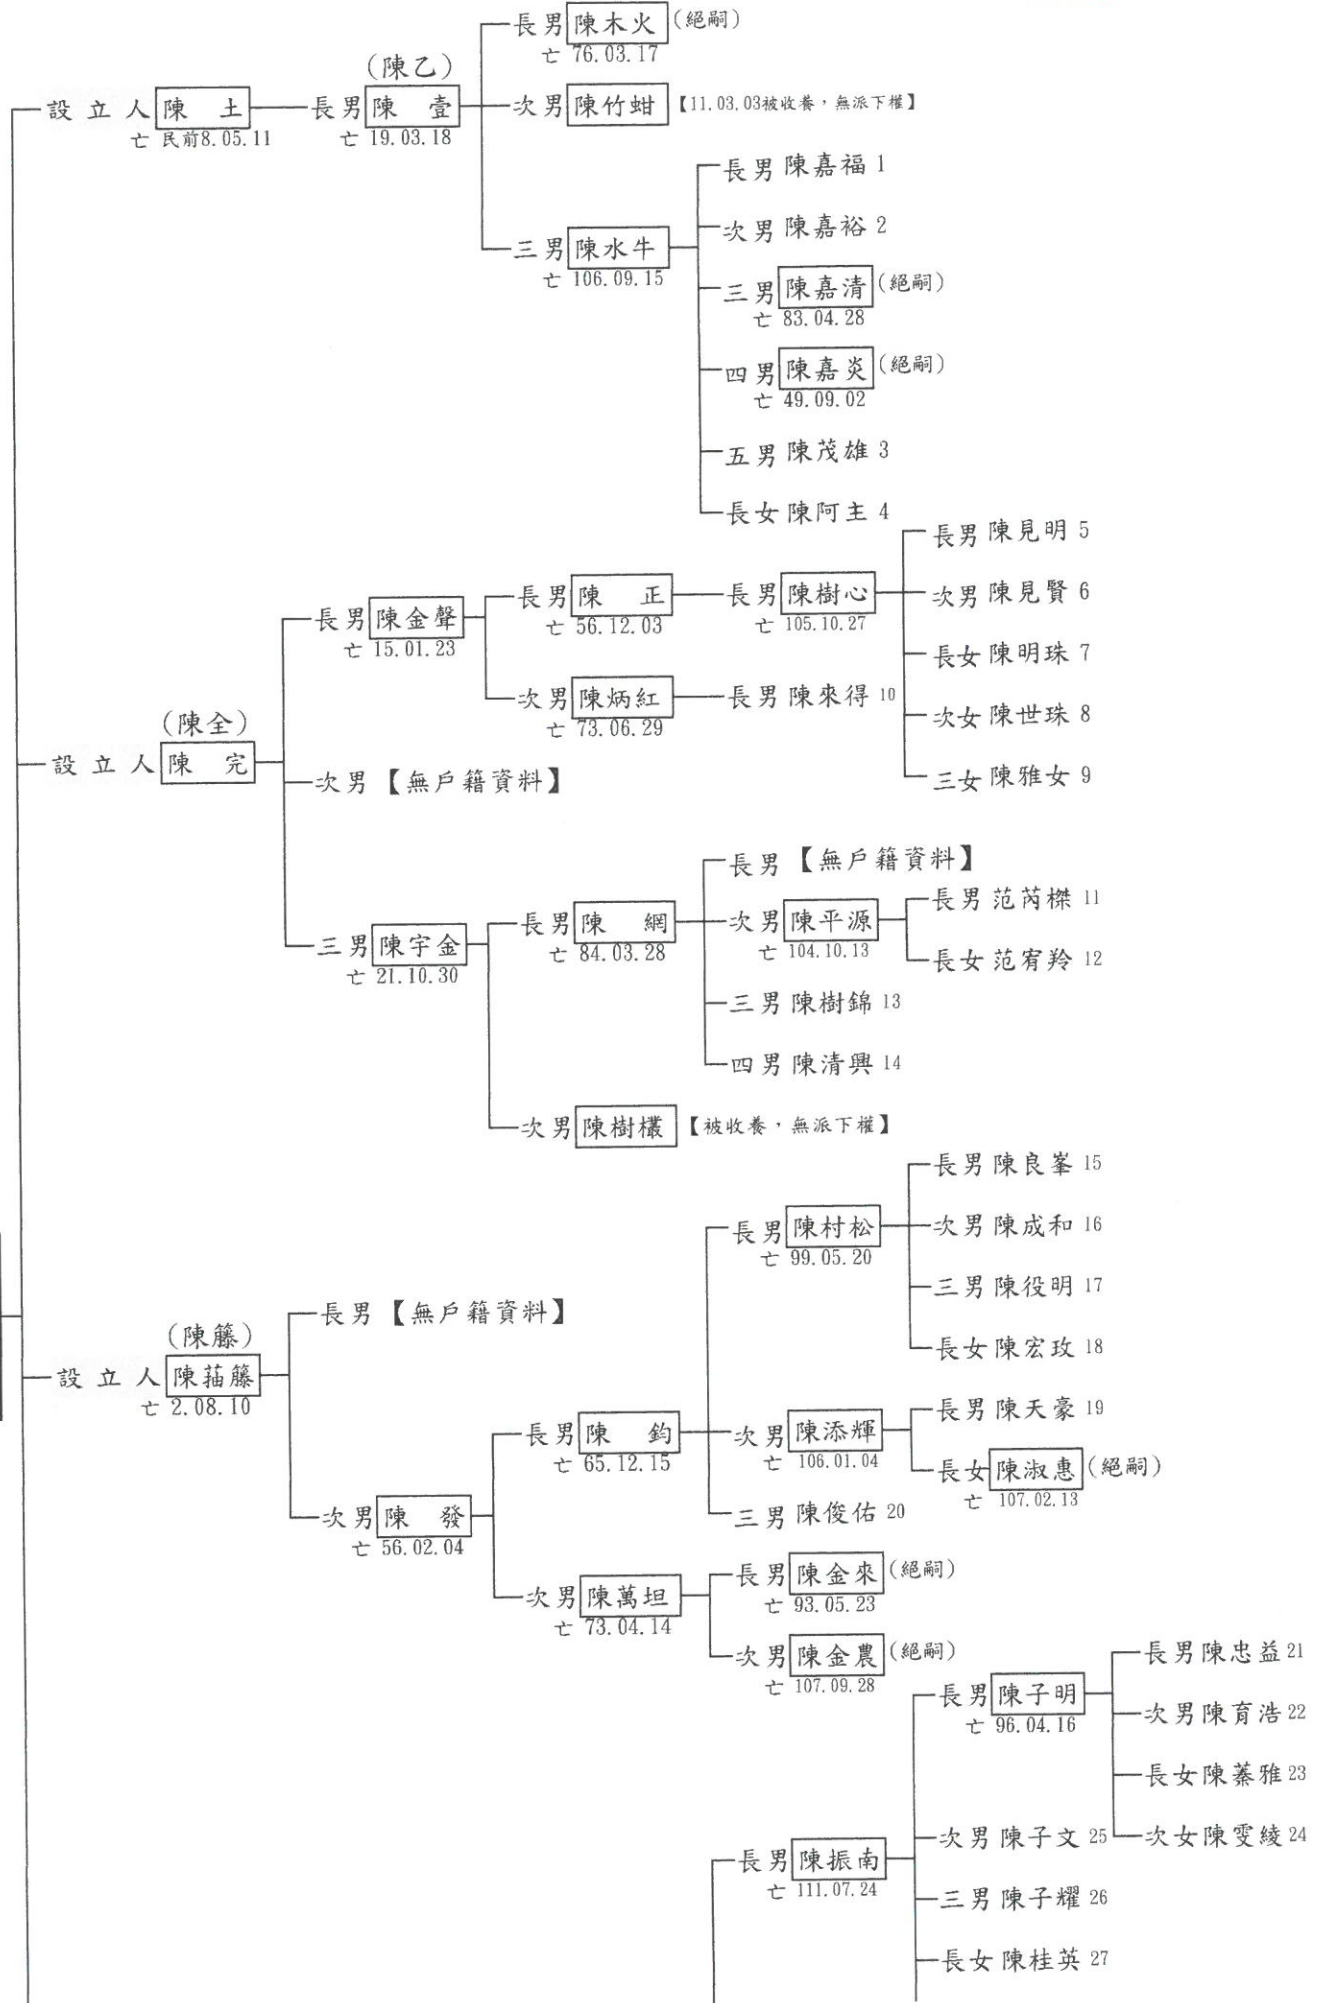 長男 陳木火 (絕嗣)
亡 76.03.17
(陳乙)
設立人 陳 土 長男 陳 壹 次男 陳竹蚶 【11.03.03被收養，無派下權】
亡 民前8.05.11 亡 19.03.18
長男 陳嘉福 1
次男 陳嘉裕 2
三男 陳水牛
亡 106.09.15
三男 陳嘉清 (絕嗣)
亡 83.04.28
四男 陳嘉炎 (絕嗣)
亡 49.09.02
五男 陳茂雄 3
長女 陳阿主 4
長男 陳見明 5
長男 陳金聲 長男 陳 正 長男 陳樹心 次男 陳見賢 6
亡 15.01.23 亡 56.12.03 亡 105.10.27
長女 陳明珠 7
次男 陳炳紅 長男 陳來得 10 次女 陳世珠 8
亡 73.06.29
(陳全)
設立人 陳 完
次男 【無戶籍資料】 三女 陳雅女 9
長男 【無戶籍資料】
長男 范芮榤 11
三男 陳宇金 長男 陳 網 次男 陳平源
亡 21.10.30 亡 84.03.28 亡 104.10.13
長女 范宥羚 12
三男 陳樹錦 13
四男 陳清興 14
次男 陳樹欉 【被收養，無派下權】
長男 陳良峯 15
長男 陳村松 次男 陳成和 16
亡 99.05.20
三男 陳役明 17
長男 【無戶籍資料】
長女 陳宏玫 18
(陳籐)
設立人 陳菰籐
亡 2.08.10
長男 陳天豪 19
長男 陳 鈞 次男 陳添輝
亡 65.12.15 亡 106.01.04
長女 陳淑惠 (絕嗣)
亡 107.02.13
次男 陳 發 三男 陳俊佑 20
亡 56.02.04
長男 陳金來 (絕嗣)
亡 93.05.23
次男 陳萬坦
亡 73.04.14
次男 陳金農 (絕嗣)
亡 107.09.28
長男 陳忠益 21
長男 陳子明 次男 陳育浩 22
亡 96.04.16
長女 陳蓁雅 23
次男 陳子文 25 次女 陳雯綾 24
長男 陳振南
亡 111.07.24
三男 陳子耀 26
長女 陳桂英 27